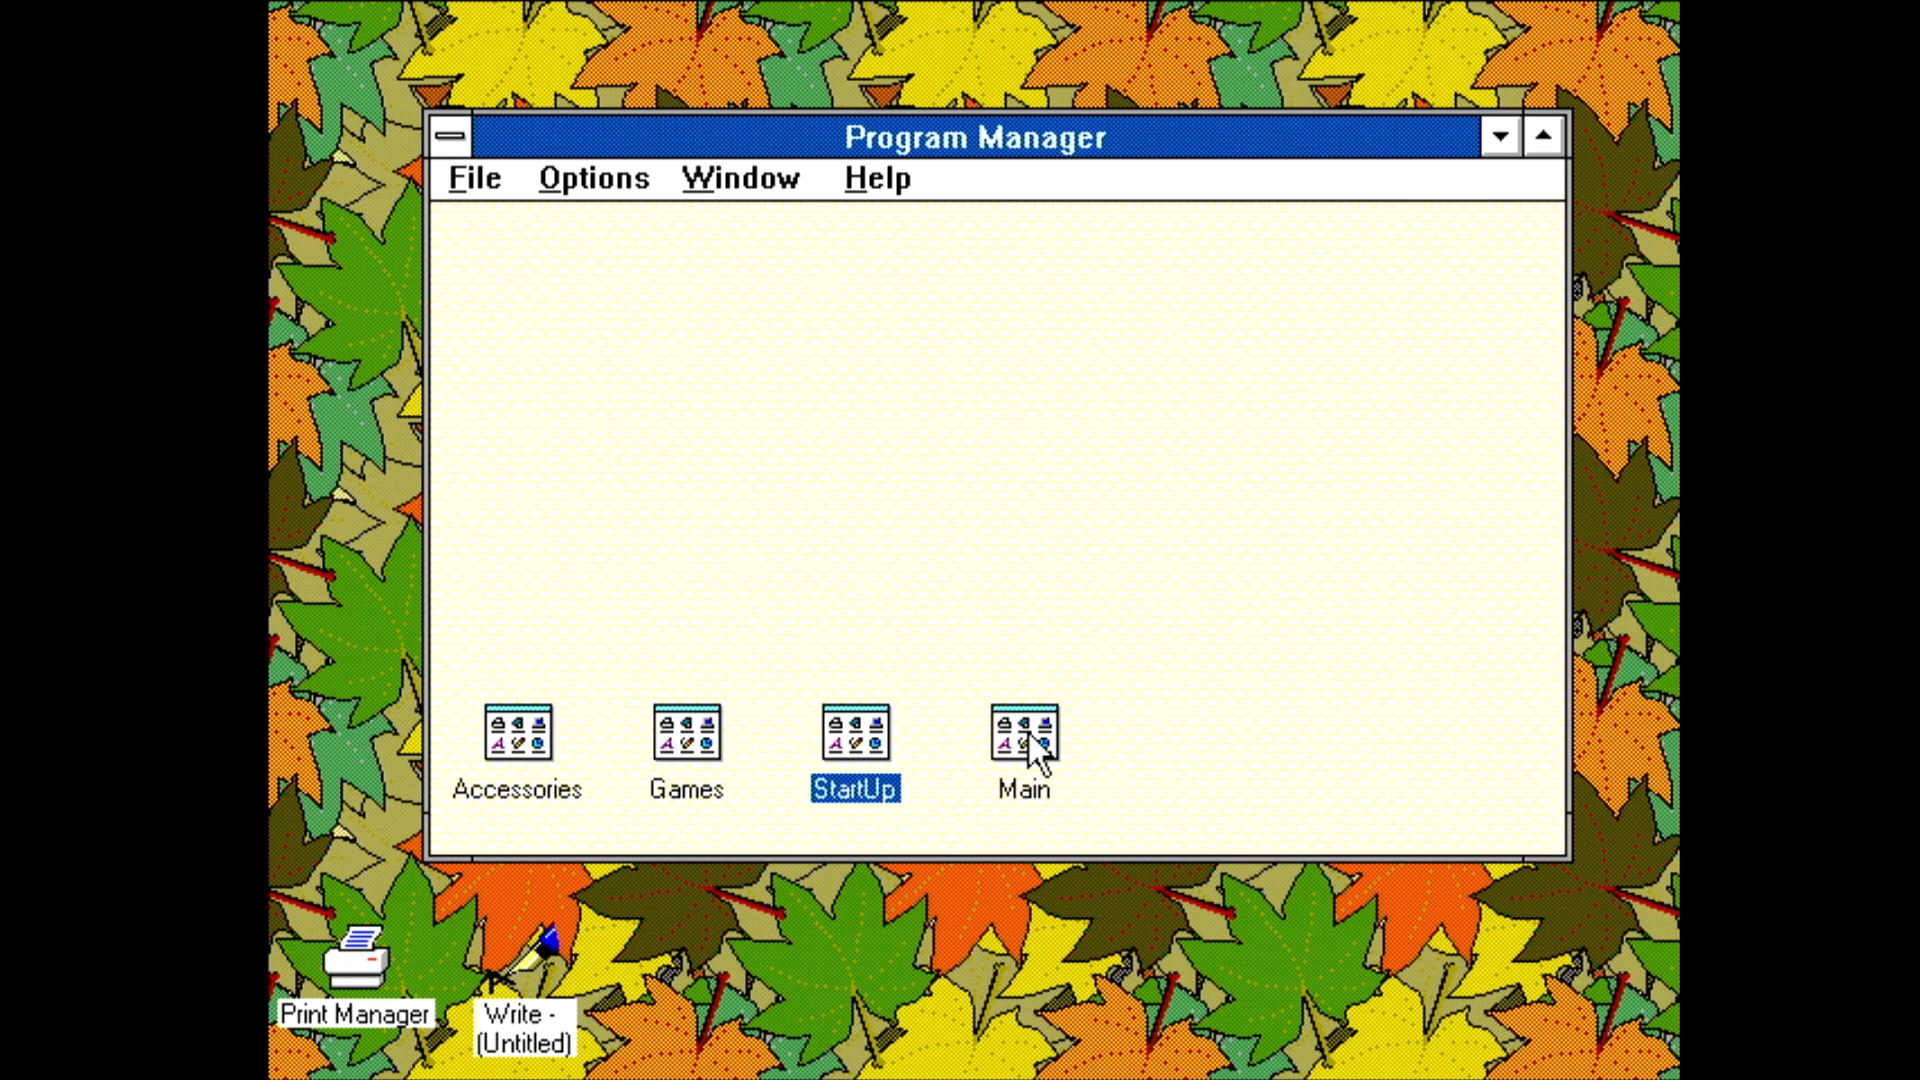 Program Manager
File Options Window Help
Accessories Games StartUp Main
Print Manager
Write -
(Untitled)